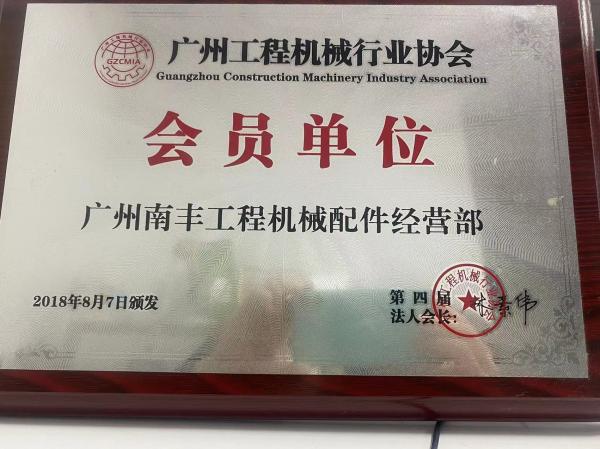 GZCMIA
广州工程机械行业协会
Guangzhou Construction Machinery Industry Association
会员单位
广州南丰工程机械配件经营部
2018年8月7日颁发
第四届
法人会长：